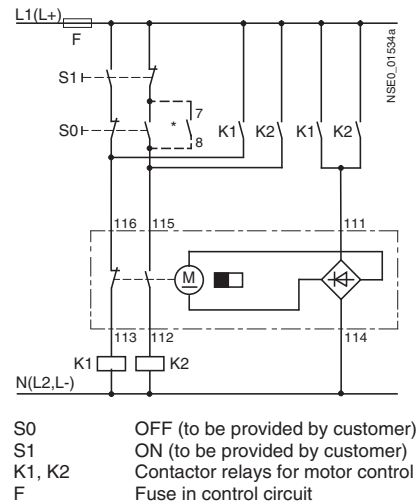 L1(L+)
F
NSE0_01534a
S1
7
S0
*
K1
K2
K1
K2
8
116
115
111
M
113
112
114
K1
K2
N(L2,L-)
S0 OFF (to be provided by customer)
S1 ON (to be provided by customer)
K1, K2 Contactor relays for motor control
F Fuse in control circuit